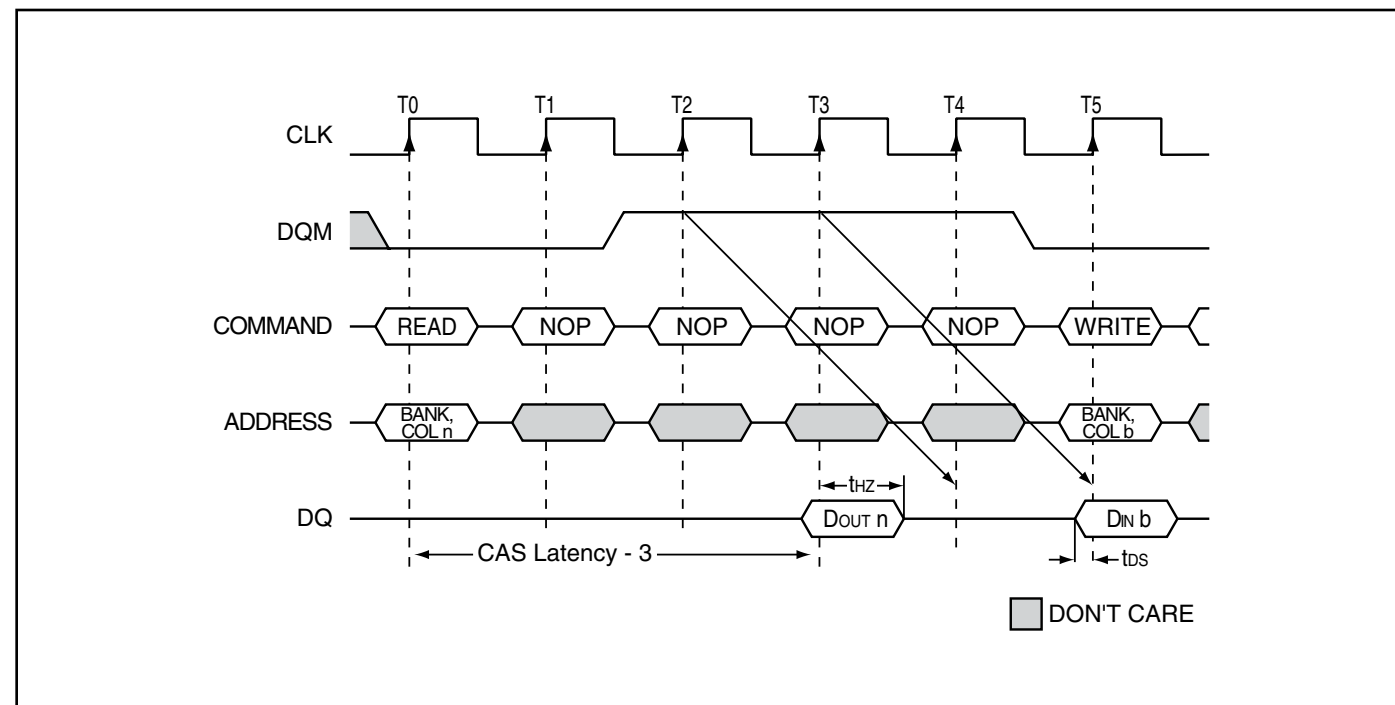 T0 T1 T2 T3 T4 T5
CLK
DQM
COMMAND READ NOP NOP NOP NOP WRITE
ADDRESS BANK, COL n BANK, COL b
tHZ
DQ DOUT n DIN b
CAS Latency - 3 tDS
DON'T CARE